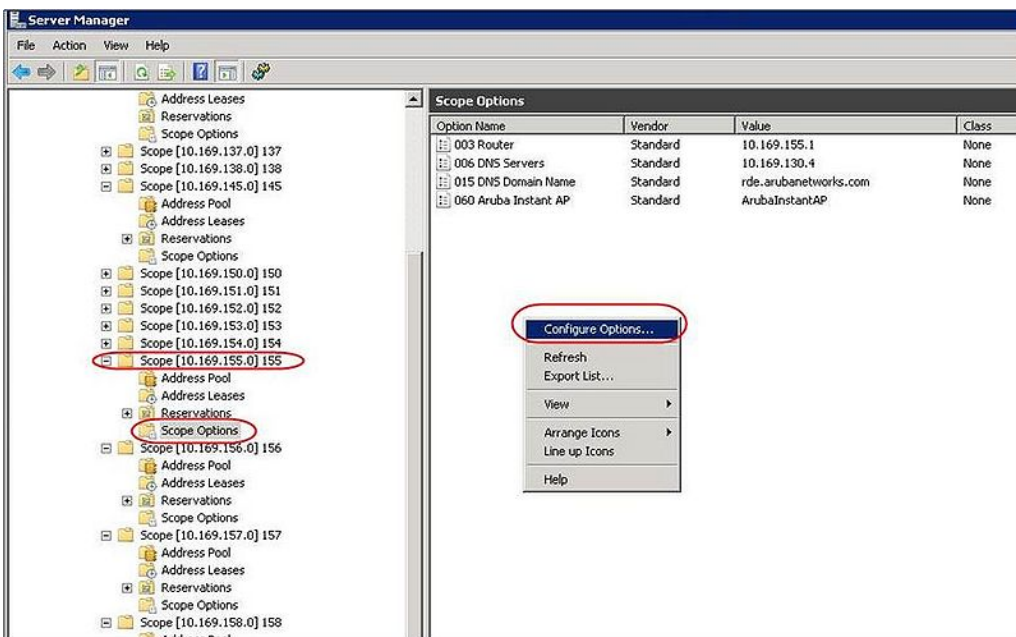 Server Manager
File Action View Help
Address Leases
Reservations
Scope Options
Scope [10.169.137.0] 137
Scope [10.169.138.0] 138
Scope [10.169.145.0] 145
Address Pool
Address Leases
Reservations
Scope Options
Scope [10.169.150.0] 150
Scope [10.169.151.0] 151
Scope [10.169.152.0] 152
Scope [10.169.153.0] 153
Scope [10.169.154.0] 154
Scope [10.169.155.0] 155
Address Pool
Address Leases
Reservations
Scope Options
Scope [10.169.156.0] 156
Address Pool
Address Leases
Reservations
Scope Options
Scope [10.169.157.0] 157
Address Pool
Address Leases
Reservations
Scope Options
Scope [10.169.158.0] 158
Scope Options
Option Name Vendor Value Class
003 Router Standard 10.169.155.1 None
006 DNS Servers Standard 10.169.130.4 None
015 DNS Domain Name Standard rde.arubanetworks.com None
060 Aruba Instant AP Standard ArubaInstantAP None
Configure Options...
Refresh
Export List...
View
Arrange Icons
Line up Icons
Help